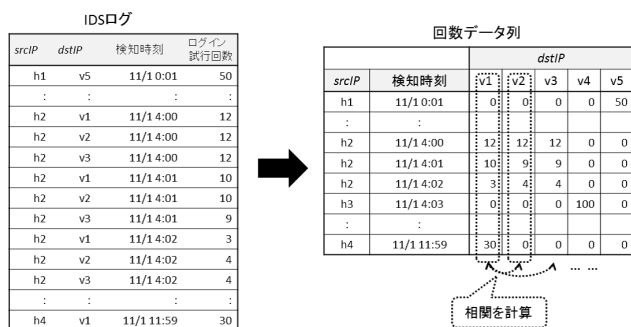 IDSログ
srcIP dstIP 検知時刻 ログイン試行回数
h1 v5 11/1 0:01 50
: : : :
h2 v1 11/1 4:00 12
h2 v2 11/1 4:00 12
h2 v3 11/1 4:00 12
h2 v1 11/1 4:01 10
h2 v2 11/1 4:01 10
h2 v3 11/1 4:01 9
h2 v1 11/1 4:02 3
h2 v2 11/1 4:02 4
h2 v3 11/1 4:02 4
: : : :
h4 v1 11/1 11:59 30
回数データ列
dstIP
srcIP 検知時刻 v1 v2 v3 v4 v5
h1 11/1 0:01 0 0 0 0 50
: :
h2 11/1 4:00 12 12 12 0 0
h2 11/1 4:01 10 9 9 0 0
h2 11/1 4:02 3 4 4 0 0
h3 11/1 4:03 0 0 0 100 0
: :
h4 11/1 11:59 30 0 0 0 0
... ...
相関を計算